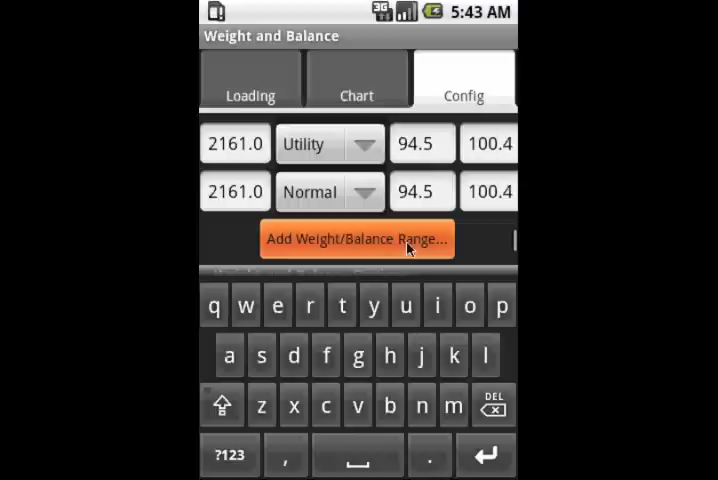 3G 5:43 AM
Weight and Balance
Loading Chart Config
2161.0 Utility 94.5 100.4
2161.0 Normal 94.5 100.4
Add Weight/Balance Range...
q w e r t y u i o p
a s d f g h j k l
z x c v b n m DEL
?123 , .